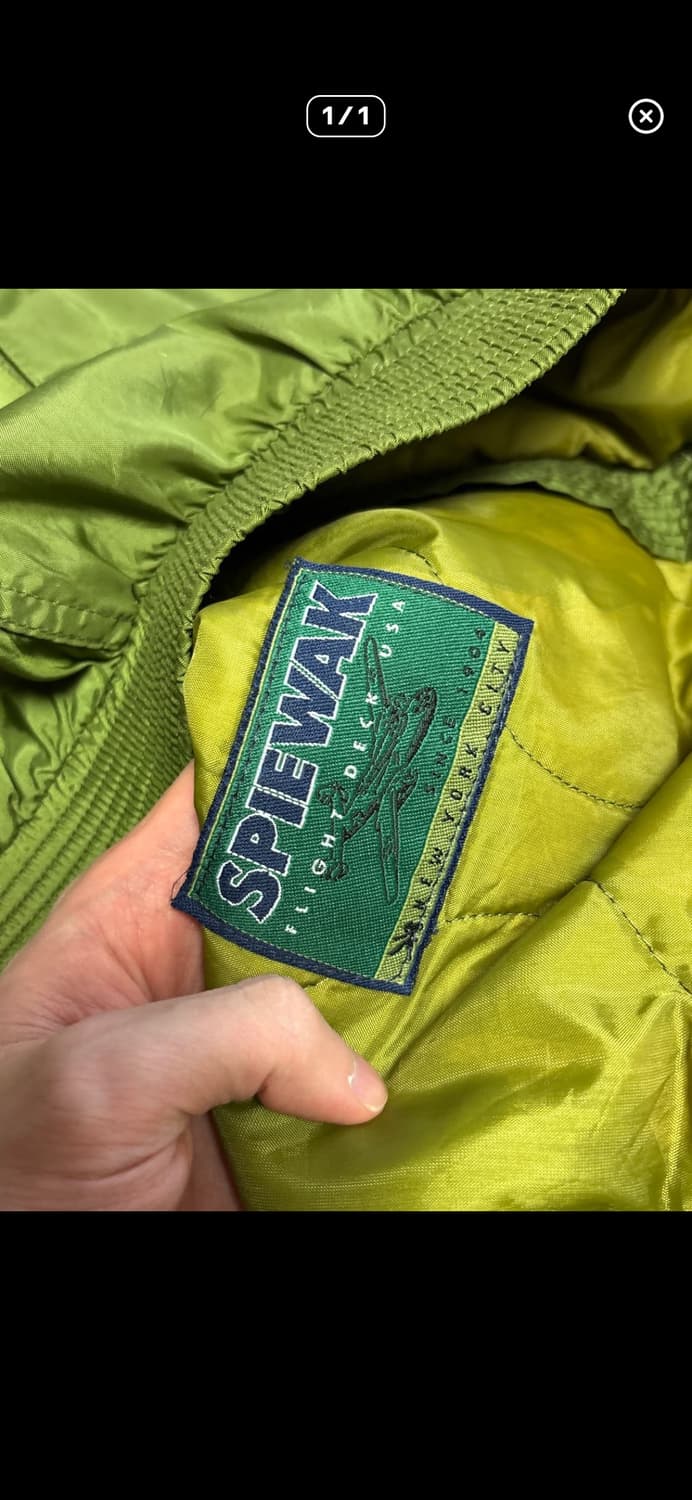 1/1
SPIEWAK
FLIGHT DECK USA
SINCE 1904
NEW YORK CITY